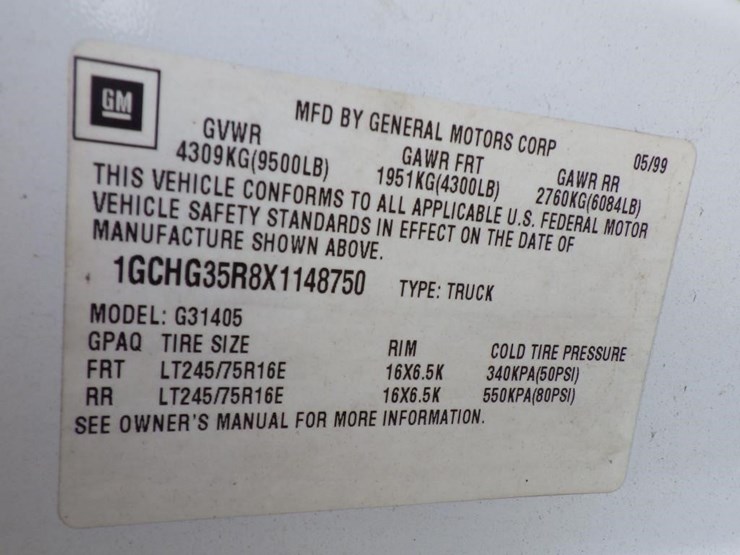 GM
MFD BY GENERAL MOTORS CORP 05/99
GVWR GAWR FRT GAWR RR
4309KG(9500LB) 1951KG(4300LB) 2760KG(6084LB)
THIS VEHICLE CONFORMS TO ALL APPLICABLE U.S. FEDERAL MOTOR
VEHICLE SAFETY STANDARDS IN EFFECT ON THE DATE OF
MANUFACTURE SHOWN ABOVE.
1GCHG35R8X1148750 TYPE: TRUCK
MODEL: G31405
GPAQ TIRE SIZE RIM COLD TIRE PRESSURE
FRT LT245/75R16E 16X6.5K 340KPA(50PSI)
RR LT245/75R16E 16X6.5K 550KPA(80PSI)
SEE OWNER'S MANUAL FOR MORE INFORMATION.